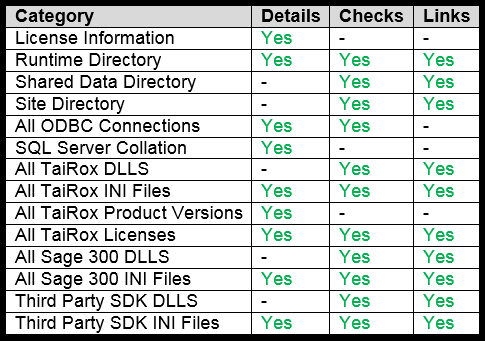 Category Details Checks Links
License Information Yes - -
Runtime Directory Yes Yes Yes
Shared Data Directory - Yes Yes
Site Directory - Yes Yes
All ODBC Connections Yes Yes -
SQL Server Collation Yes - -
All TaiRox DLLS - Yes Yes
All TaiRox INI Files Yes Yes Yes
All TaiRox Product Versions Yes - -
All TaiRox Licenses Yes Yes Yes
All Sage 300 DLLS - Yes Yes
All Sage 300 INI Files Yes Yes Yes
Third Party SDK DLLS - Yes Yes
Third Party SDK INI Files Yes Yes Yes